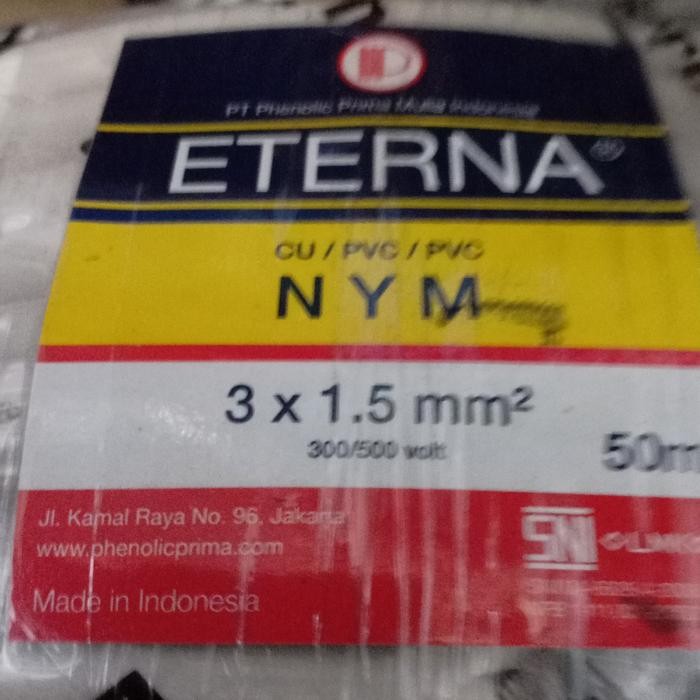 PT Phenolic Prima Mulia Indonesia
ETERNA®
CU / PVC / PVC
N Y M
3 x 1.5 mm²
300/500 volt
50m
Jl. Kamal Raya No. 96. Jakarta
www.phenolicprima.com
SNI
Made in Indonesia